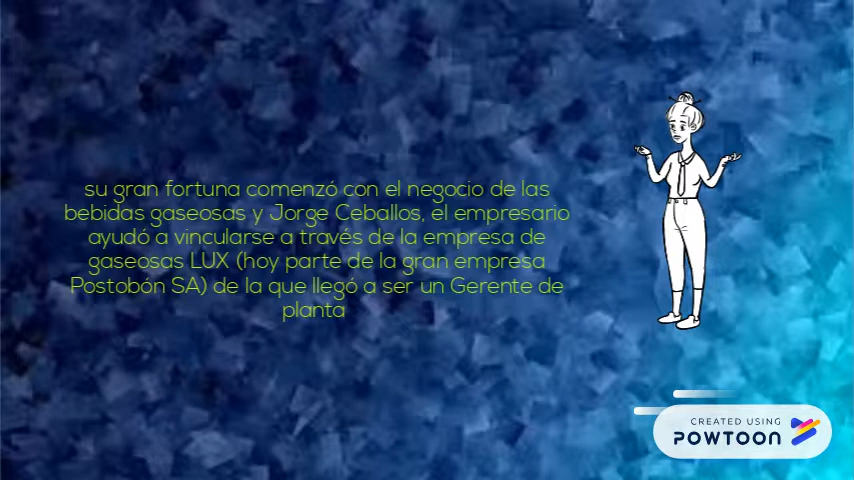 su gran fortuna comenzó con el negocio de las
bebidas gaseosas y Jorge Ceballos, el empresario
ayudó a vincularse a través de la empresa de
gaseosas LUX (hoy parte de la gran empresa
Postobón SA) de la que llegó a ser un Gerente de
planta
CREATED USING
POWTOON